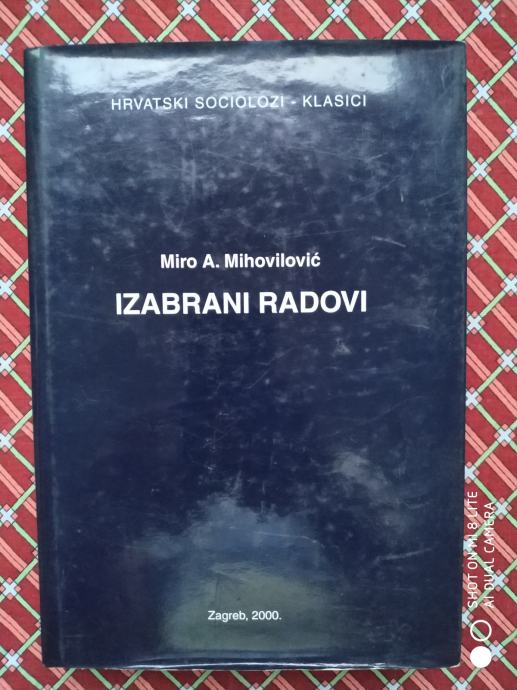 HRVATSKI SOCIOLOZI - KLASICI
Miro A. Mihovilović
IZABRANI RADOVI
Zagreb, 2000.
SHOT ON MI 8 LITE
AI DUAL CAMERA